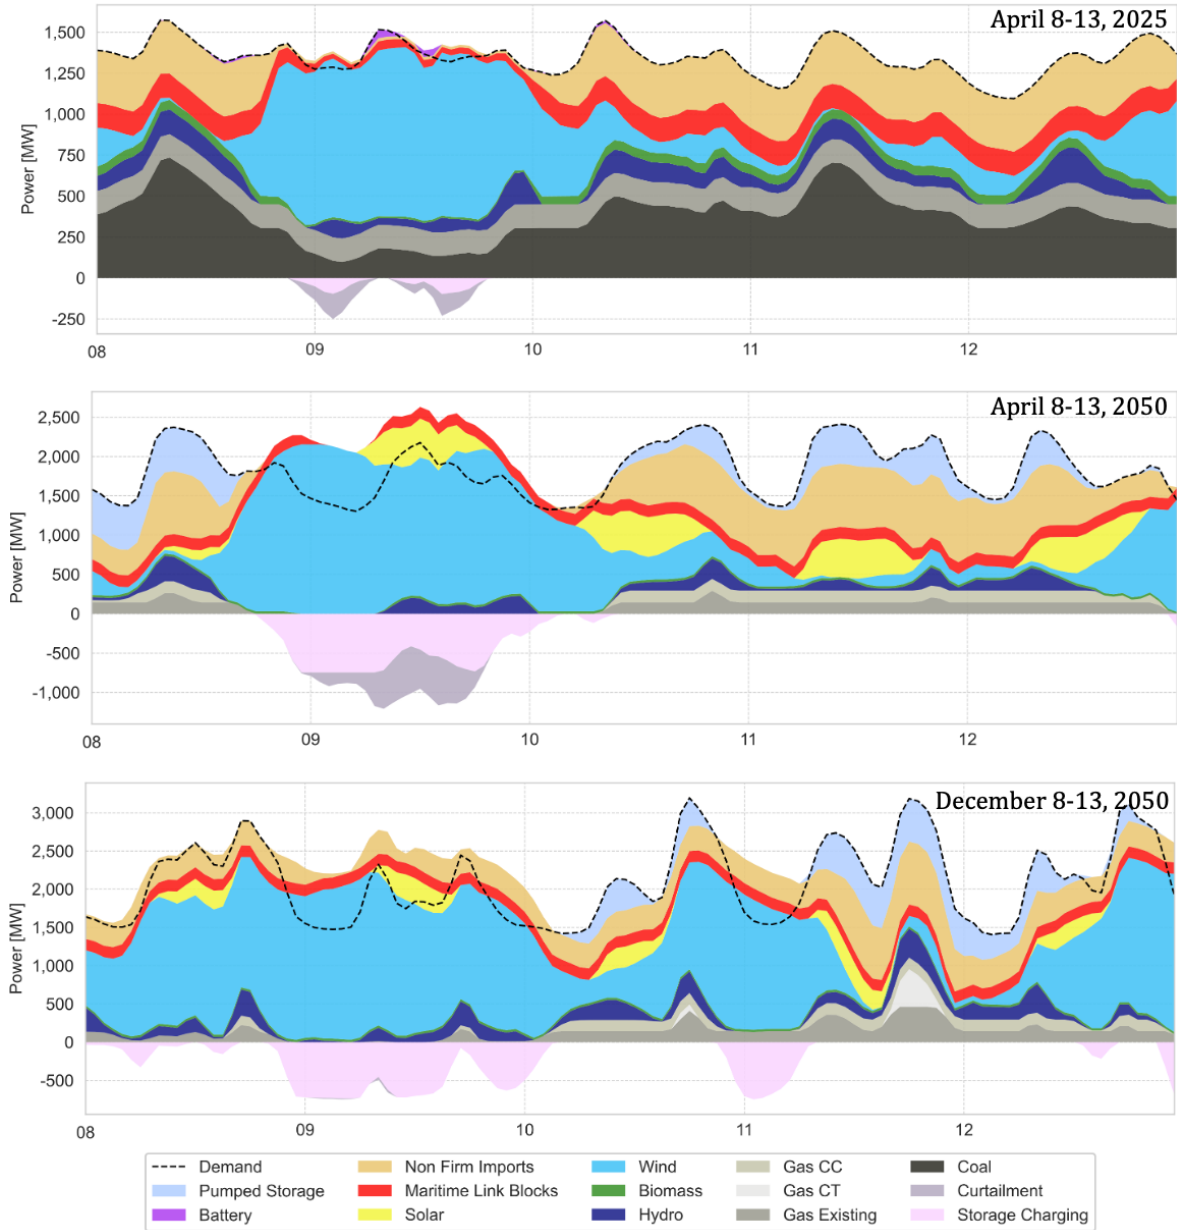 April 8-13, 2025
Power [MW]
1,500
1,250
1,000
750
500
250
0
-250
08 09 10 11 12
April 8-13, 2050
Power [MW]
2,500
2,000
1,500
1,000
500
0
-500
-1,000
08 09 10 11 12
December 8-13, 2050
Power [MW]
3,000
2,500
2,000
1,500
1,000
500
0
-500
08 09 10 11 12
Demand Non Firm Imports Wind Gas CC Coal
Pumped Storage Maritime Link Blocks Biomass Gas CT Curtailment
Battery Solar Hydro Gas Existing Storage Charging